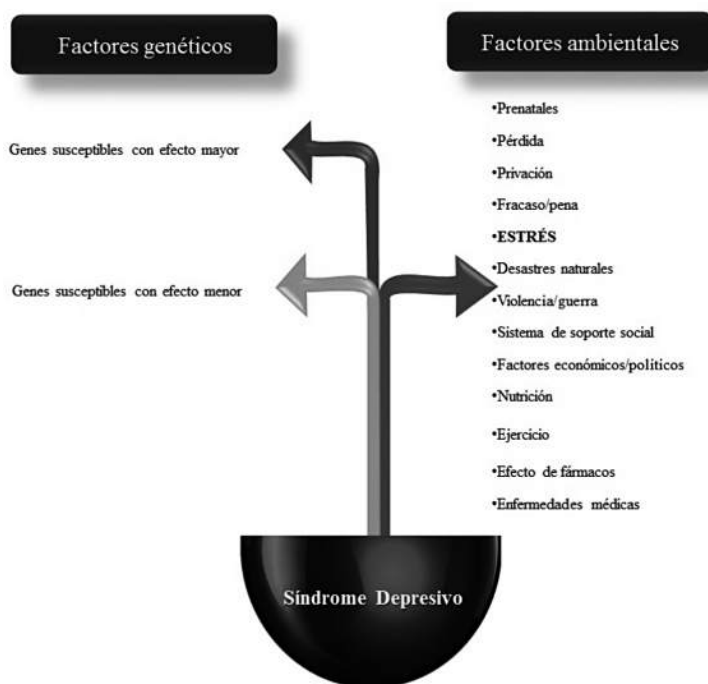 Factores genéticos
Genes susceptibles con efecto mayor
Genes susceptibles con efecto menor
Factores ambientales
•Prenatales
•Pérdida
•Privación
•Fracaso/pena
•ESTRÉS
•Desastres naturales
•Violencia/guerra
•Sistema de soporte social
•Factores económicos/politicos
•Nutrición
•Ejercicio
•Efecto de fármacos
•Enfermedades médicas
Síndrome Depresivo